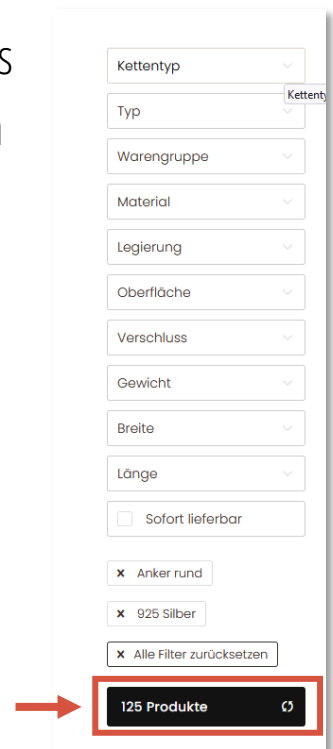 s
Kettentyp
Kettenty
Typ
Warengruppe
Material
Legierung
Oberfläche
Verschluss
Gewicht
Breite
Länge
Sofort lieferbar
x Anker rund
x 925 Silber
x Alle Filter zurücksetzen
125 Produkte